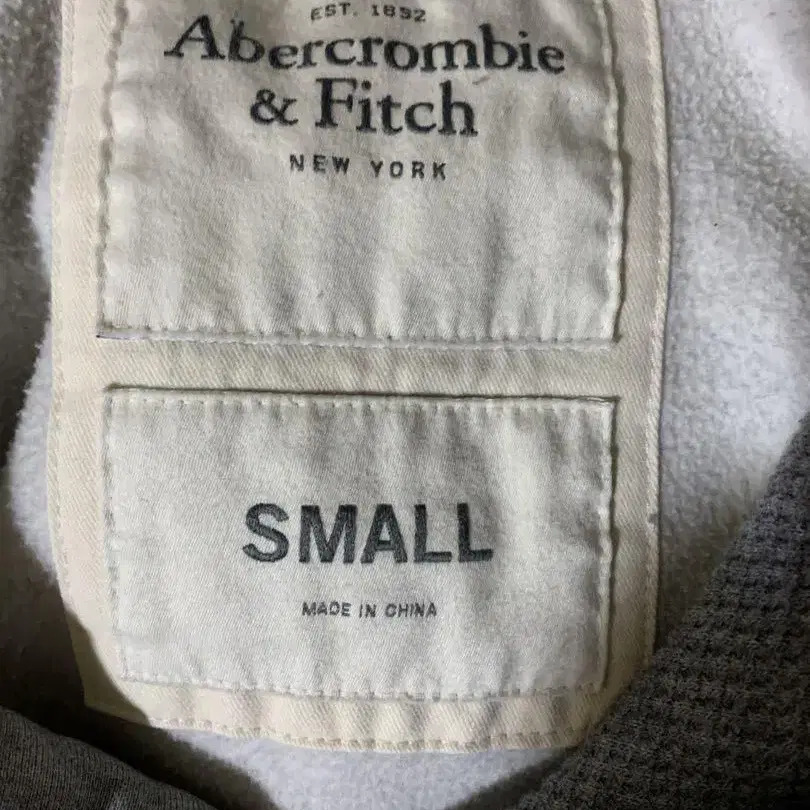 EST. 1892
Abercrombie
& Fitch
NEW YORK
SMALL
MADE IN CHINA